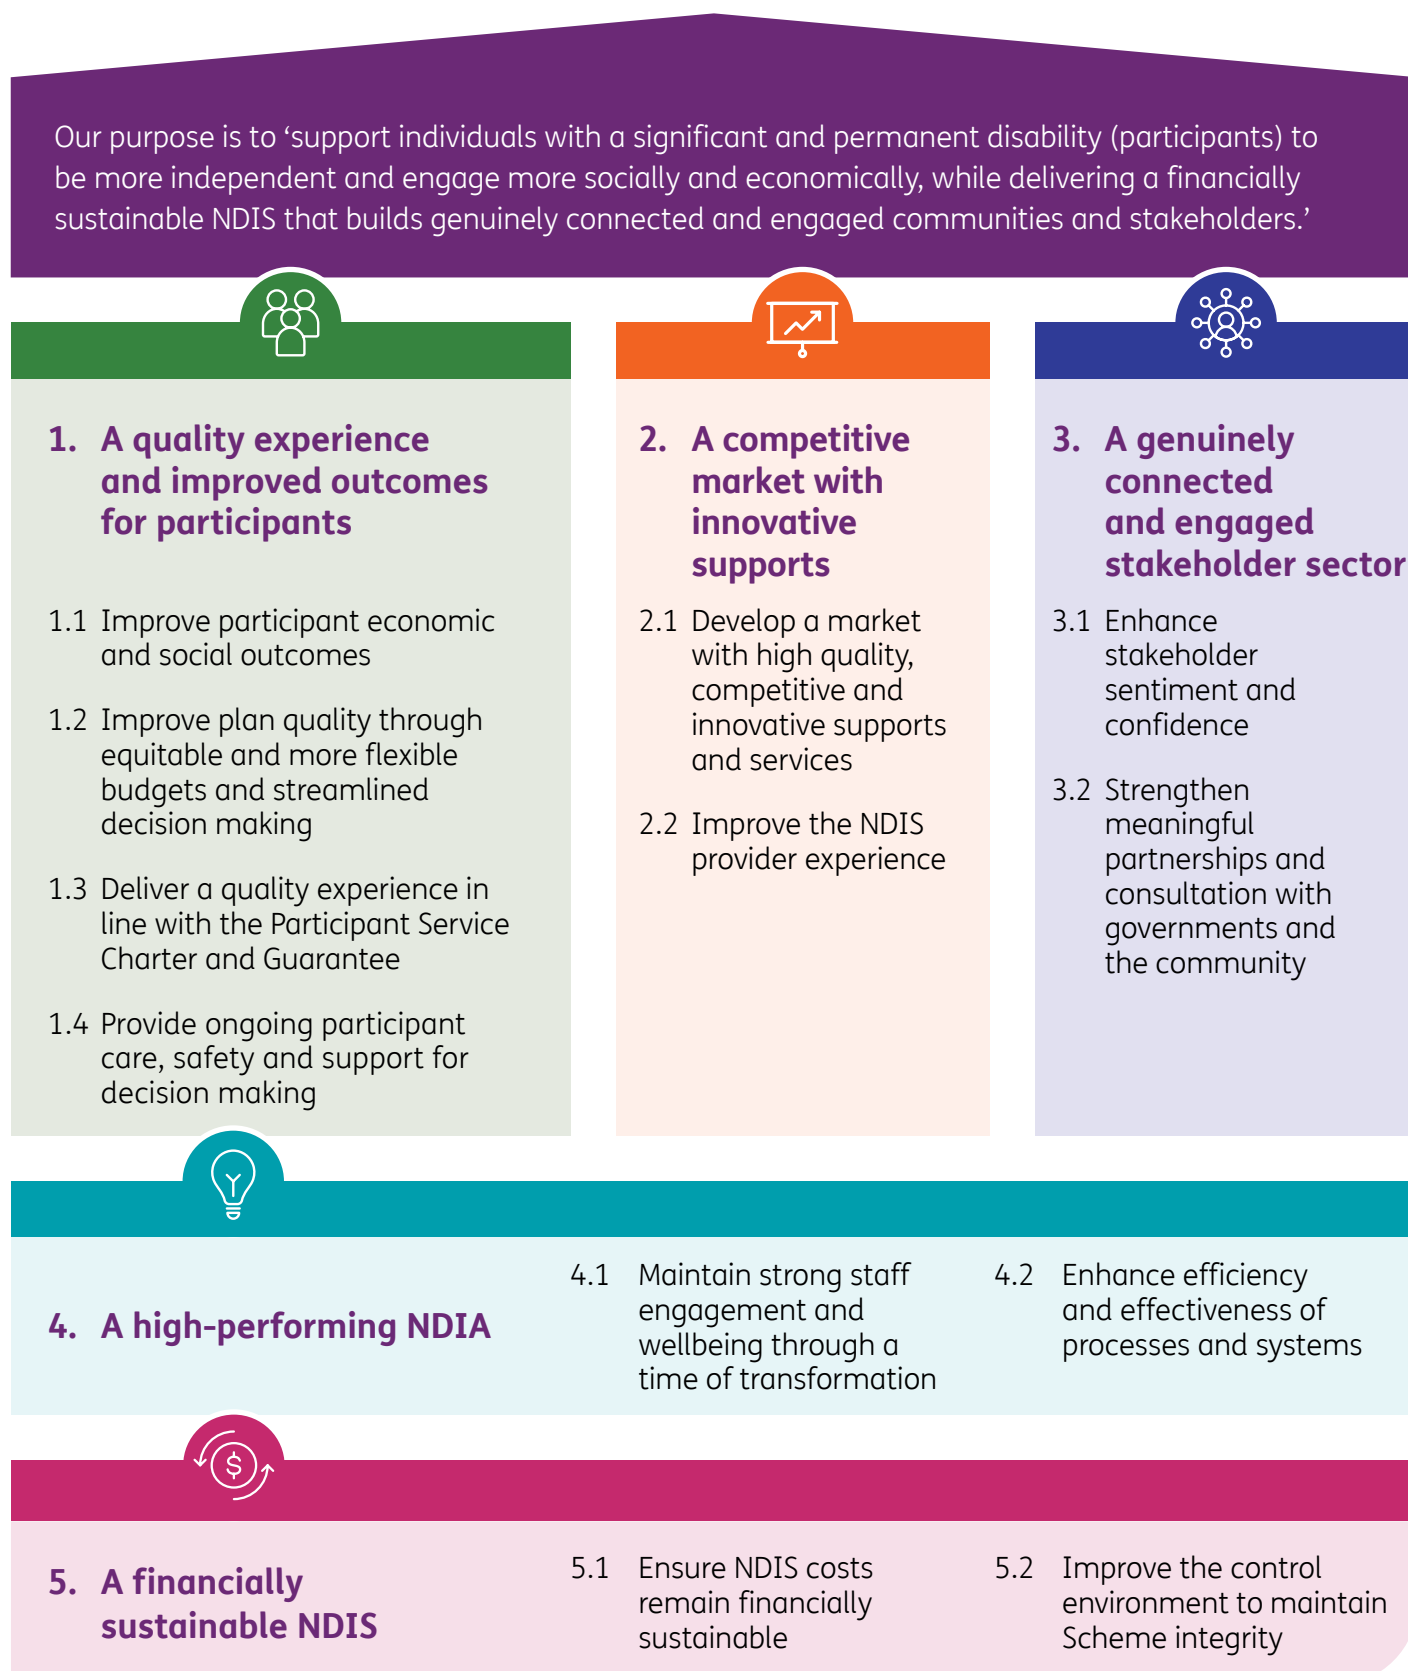 Our purpose is to ‘support individuals with a significant and permanent disability (participants) to
be more independent and engage more socially and economically, while delivering a financially
sustainable NDIS that builds genuinely connected and engaged communities and stakeholders.’
1. A quality experience
and improved outcomes
for participants
1.1 Improve participant economic
and social outcomes
1.2 Improve plan quality through
equitable and more flexible
budgets and streamlined
decision making
1.3 Deliver a quality experience in
line with the Participant Service
Charter and Guarantee
1.4 Provide ongoing participant
care, safety and support for
decision making
2. A competitive
market with
innovative
supports
2.1 Develop a market
with high quality,
competitive and
innovative supports
and services
2.2 Improve the NDIS
provider experience
3. A genuinely
connected
and engaged
stakeholder sector
3.1 Enhance
stakeholder
sentiment and
confidence
3.2 Strengthen
meaningful
partnerships and
consultation with
governments and
the community
4. A high-performing NDIA
4.1 Maintain strong staff
engagement and
wellbeing through a
time of transformation
4.2 Enhance efficiency
and effectiveness of
processes and systems
$
5. A financially
sustainable NDIS
5.1 Ensure NDIS costs
remain financially
sustainable
5.2 Improve the control
environment to maintain
Scheme integrity